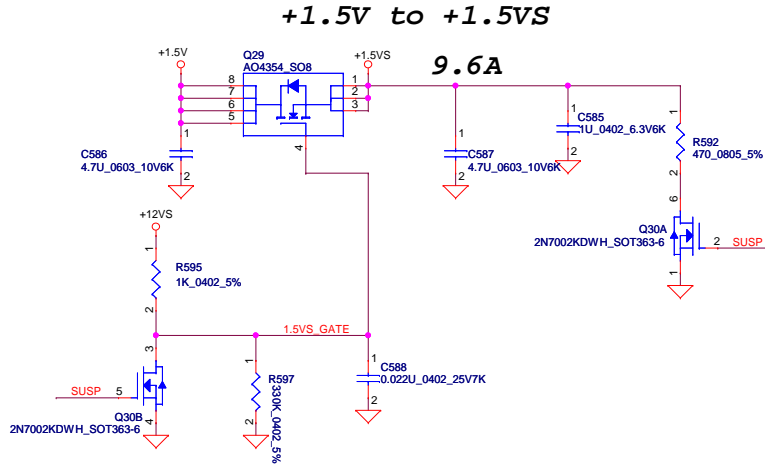 +1.5V to +1.5VS
+1.5V
Q29
AO4354_SO8
+1.5VS
9.6A
8
7
6
5
1
2
3
4
1
C586
4.7U_0603_10V6K
2
1
C587
4.7U_0603_10V6K
2
1
C585
.1U_0402_6.3V6K
2
1
R592
470_0805_5%
2
6
Q30A
2N7002KDWH_SOT363-6
2
SUSP
1
+12VS
1
R595
1K_0402_5%
2
1.5VS_GATE
3
SUSP
5
4
Q30B
2N7002KDWH_SOT363-6
1
R597
330K_0402_5%
2
1
C588
0.022U_0402_25V7K
2